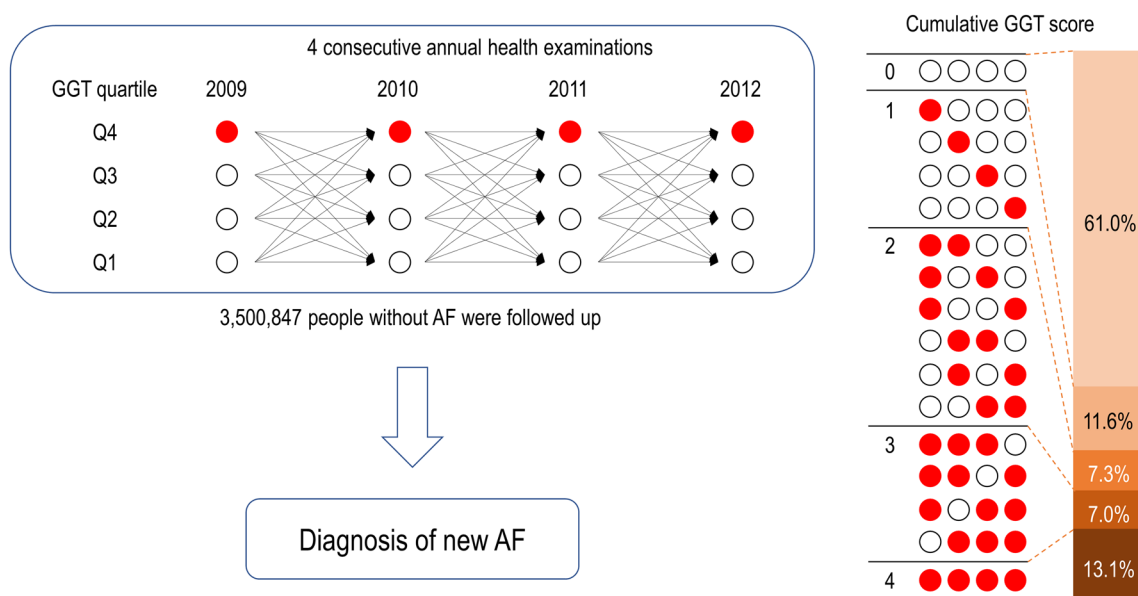 4 consecutive annual health examinations
GGT quartile 2009 2010 2011 2012
Q4
Q3
Q2
Q1
3,500,847 people without AF were followed up
Diagnosis of new AF
Cumulative GGT score
0
1
2
3
4
61.0%
11.6%
7.3%
7.0%
13.1%